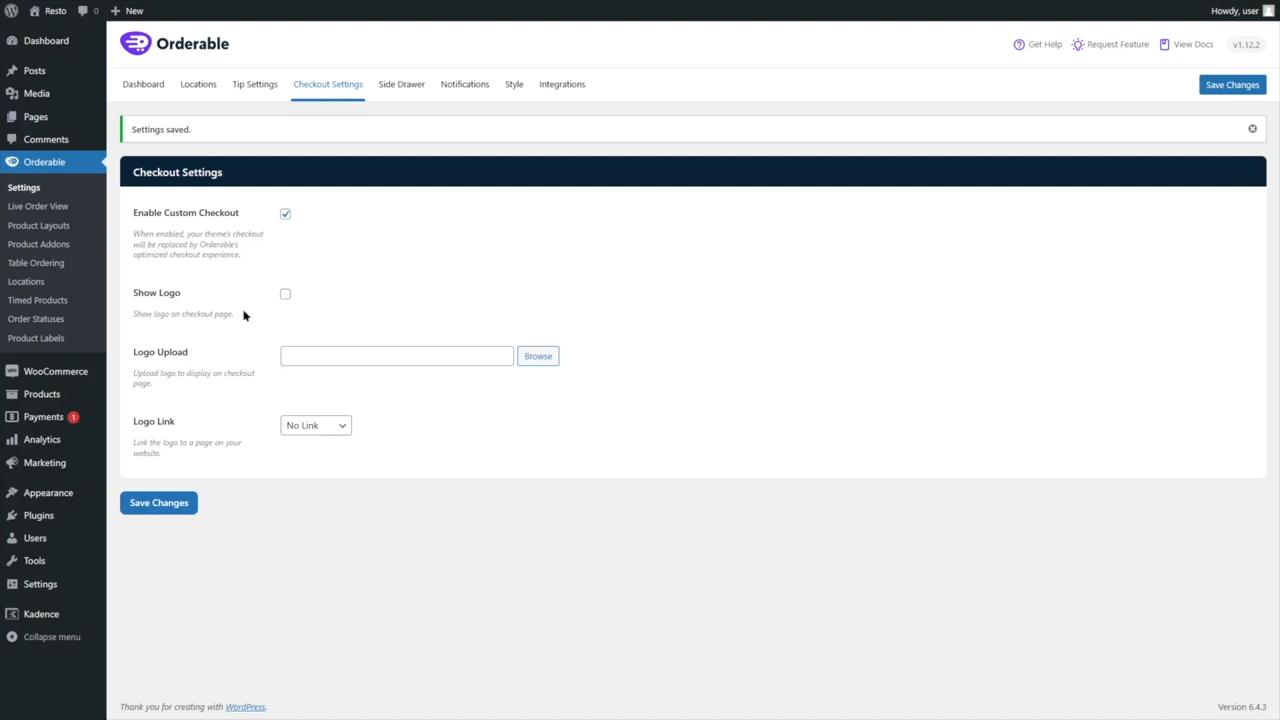 Resto
0
New
Howdy, user
Dashboard
Posts
Media
Pages
Comments
Orderable
Settings
Live Order View
Product Layouts
Product Addons
Table Ordering
Locations
Timed Products
Order Statuses
Product Labels
WooCommerce
Products
Payments 1
Analytics
Marketing
Appearance
Plugins
Users
Tools
Settings
Kadence
Collapse menu
Orderable
Get Help
Request Feature
View Docs
v1.12.2
Dashboard
Locations
Tip Settings
Checkout Settings
Side Drawer
Notifications
Style
Integrations
Save Changes
Settings saved.
Checkout Settings
Enable Custom Checkout
When enabled, your theme's checkout
will be replaced by Orderable's
optimized checkout experience.
Show Logo
Show logo on checkout page.
Logo Upload
Browse
Upload logo to display on checkout
page.
Logo Link
No Link
Link the logo to a page on your
website.
Save Changes
Thank you for creating with WordPress.
Version 6.4.3